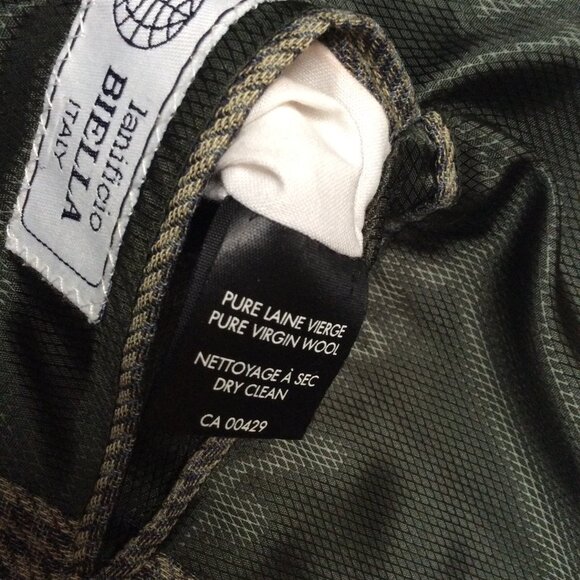 lanificio
BIELLA
ITALY
PURE LAINE VIERGE
PURE VIRGIN WOOL
NETTOYAGE À SEC
DRY CLEAN
CA 00429